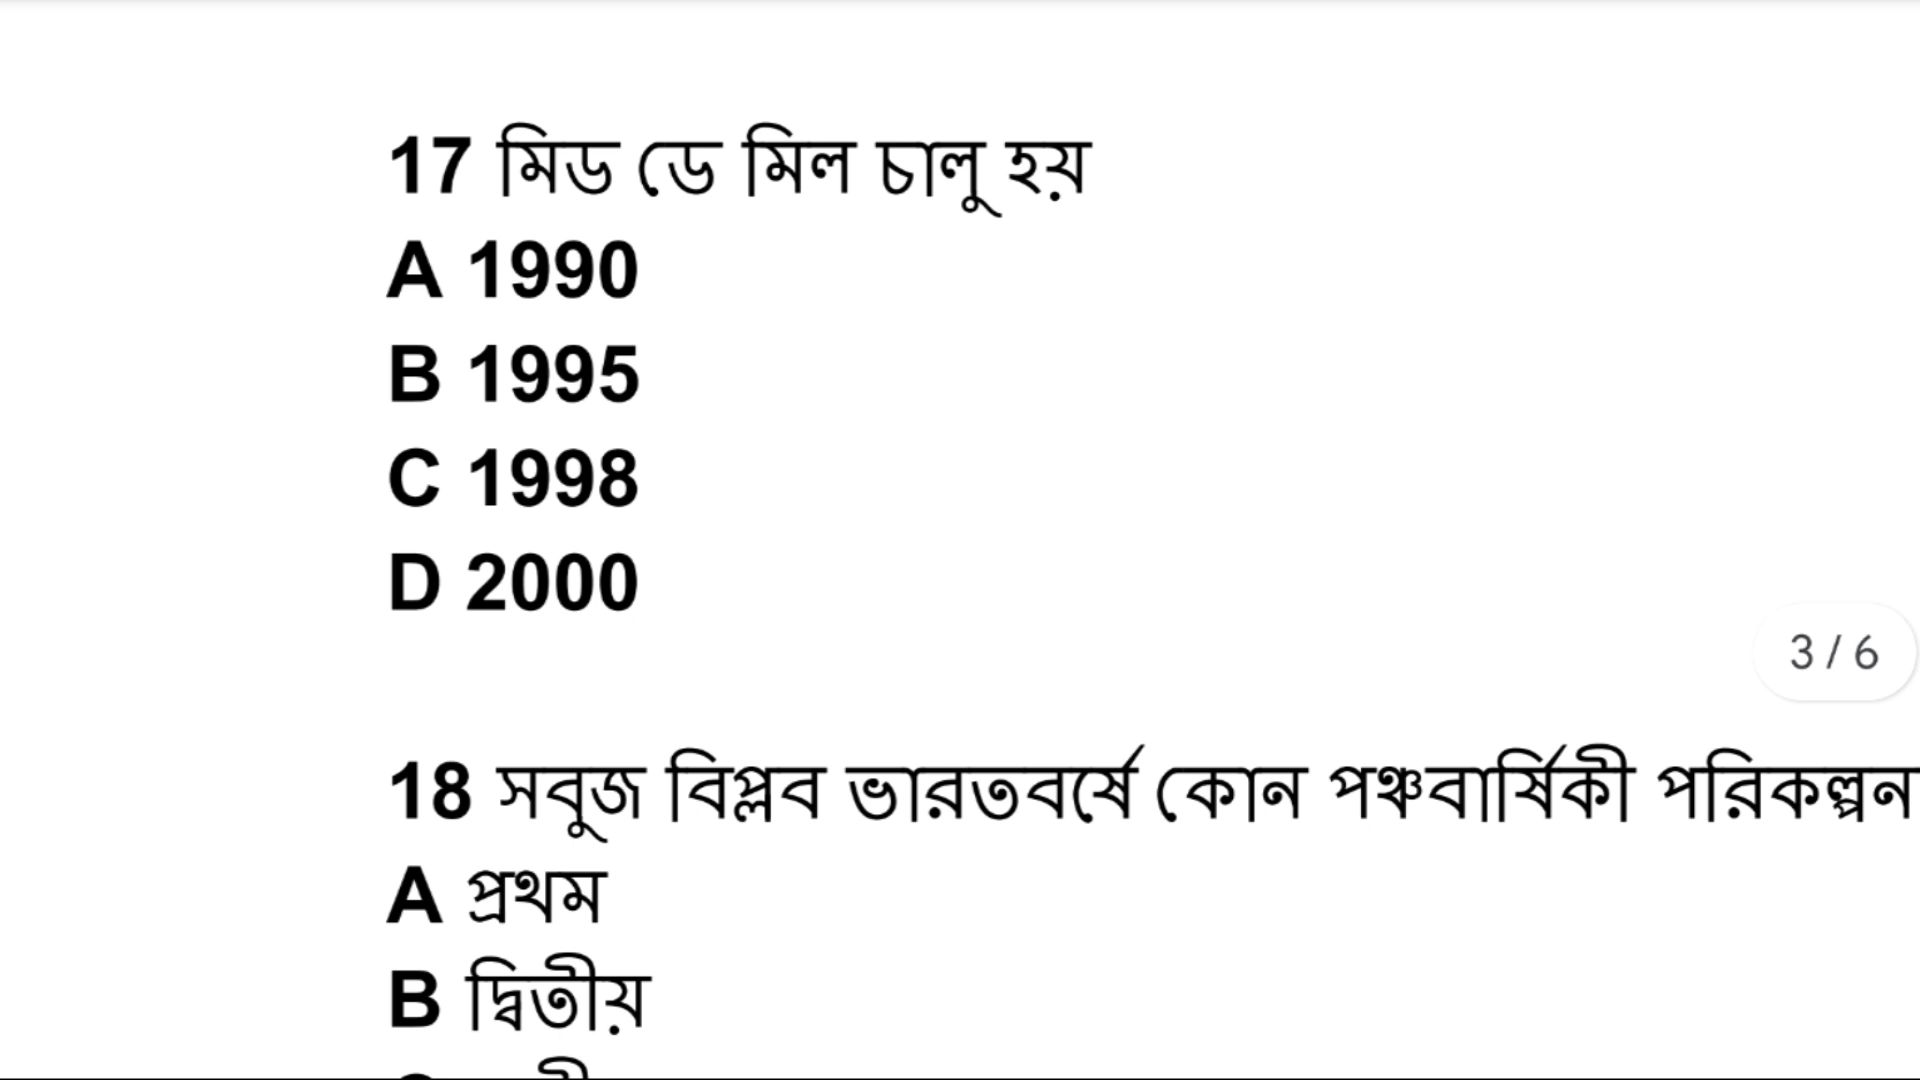 17 মিড ডে মিল চালু হয়
A 1990
B 1995
C 1998
D 2000
3 / 6
18 সবুজ বিপ্লব ভারতবর্ষে কোন পঞ্চবার্ষিকী পরিকল্পন
A প্রথম
B দ্বিতীয়